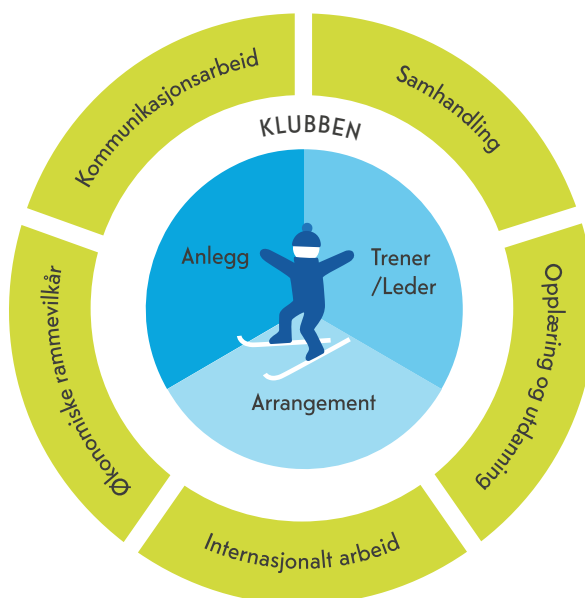 Kommunikasjonsarbeid
Samhandling
KLUBBEN
Anlegg
Trener
/Leder
Arrangement
Økonomiske rammevilkår
Opplæring og utdanning
Internasjonalt arbeid